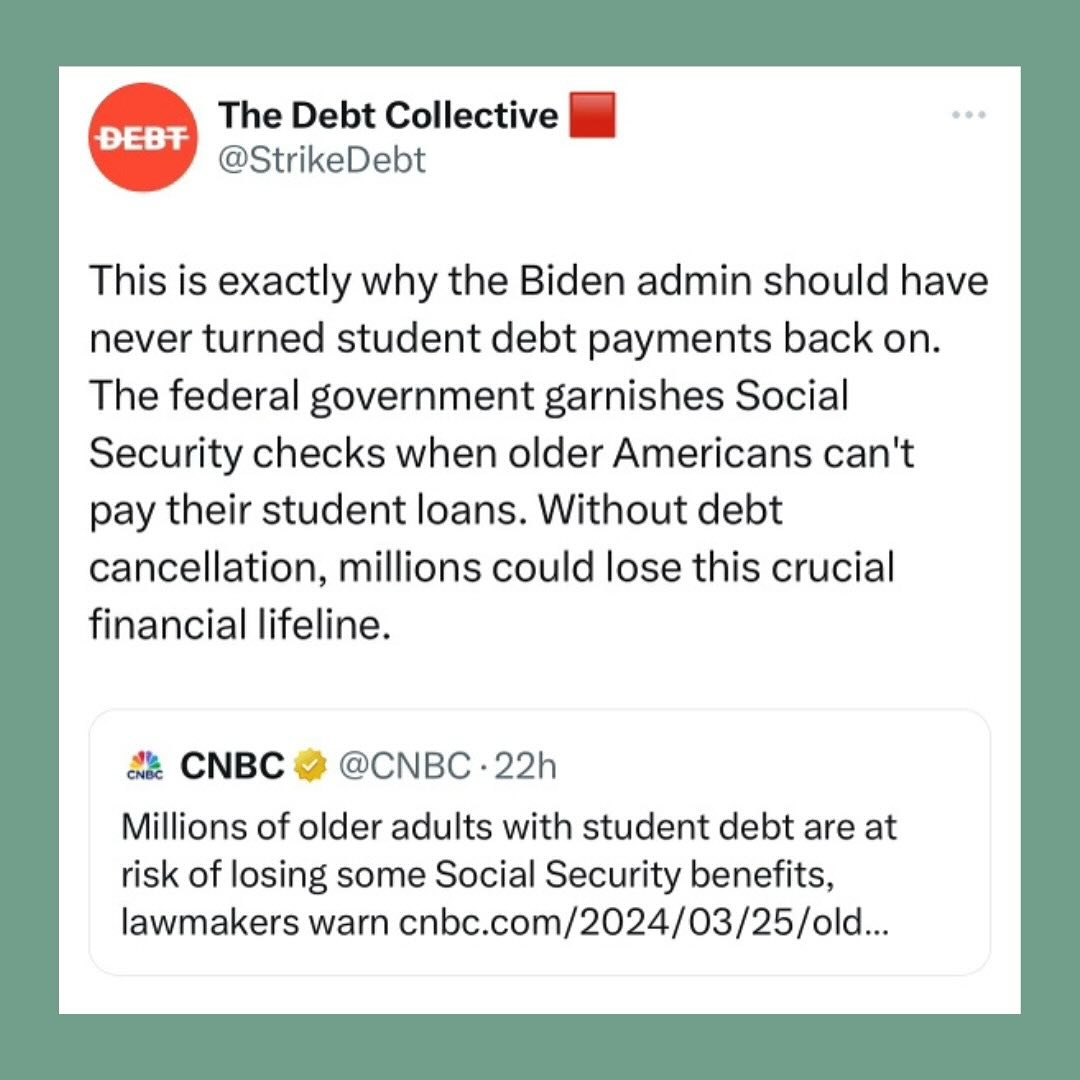 DEBT
The Debt Collective 🟥
@StrikeDebt
This is exactly why the Biden admin should have
never turned student debt payments back on.
The federal government garnishes Social
Security checks when older Americans can't
pay their student loans. Without debt
cancellation, millions could lose this crucial
financial lifeline.
CNBC
CNBC @CNBC · 22h
Millions of older adults with student debt are at
risk of losing some Social Security benefits,
lawmakers warn cnbc.com/2024/03/25/old...